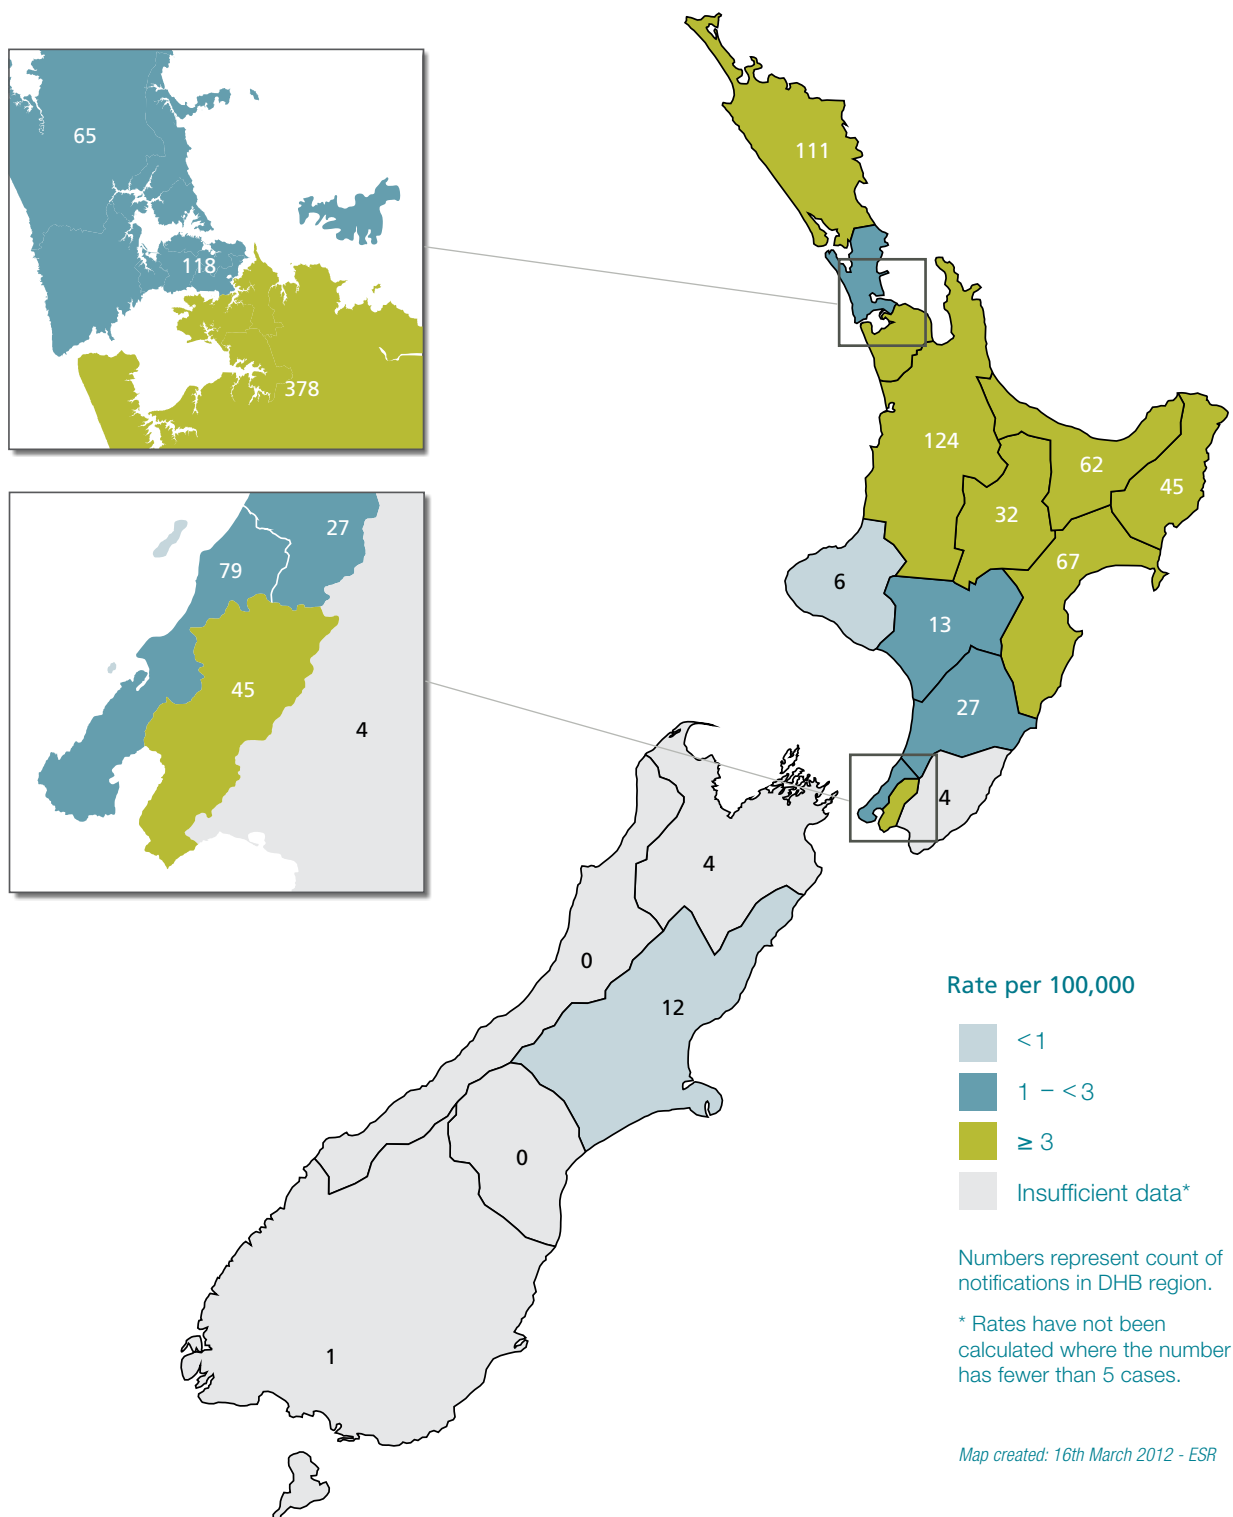 65
118
378
111
124
62
45
32
67
6
13
27
4
27
79
45
4
4
0
12
0
1
Rate per 100,000
<1
1 – <3
≥ 3
Insufficient data*
Numbers represent count of
notifications in DHB region.
* Rates have not been
calculated where the number
has fewer than 5 cases.
Map created: 16th March 2012 - ESR